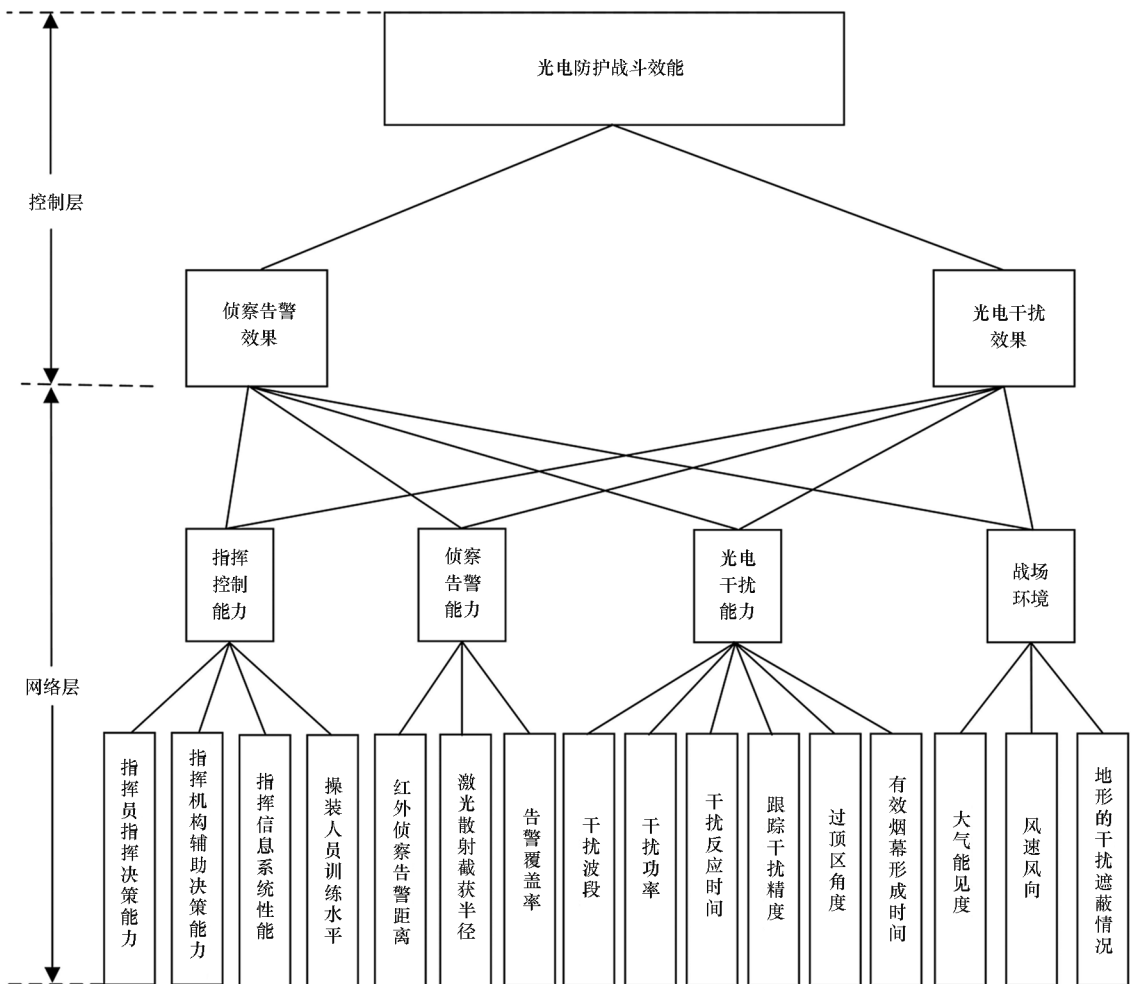 光电防护战斗效能
控制层
侦察告警
效果
光电干扰
效果
指挥
控制
能力
侦察
告警
能力
光电
干扰
能力
战场
环境
网络层
指挥员指挥决策能力
指挥机构辅助决策能力
指挥信息系统性能
操装人员训练水平
红外侦察告警距离
激光散射截获半径
告警覆盖率
干扰波段
干扰功率
干扰反应时间
跟踪干扰精度
过顶区角度
有效烟幕形成时间
大气能见度
风速风向
地形的干扰遮蔽情况